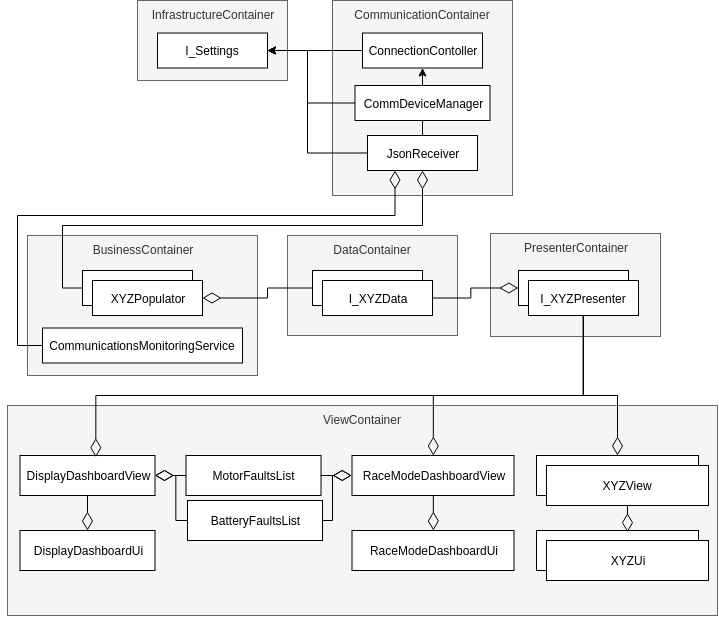 InfrastructureContainer
CommunicationContainer
I_Settings
ConnectionContoller
CommDeviceManager
JsonReceiver
BusinessContainer
DataContainer
PresenterContainer
XYZPopulator
I_XYZData
I_XYZPresenter
CommunicationsMonitoringService
ViewContainer
DisplayDashboardView
MotorFaultsList
RaceModeDashboardView
XYZView
BatteryFaultsList
DisplayDashboardUi
RaceModeDashboardUi
XYZUi